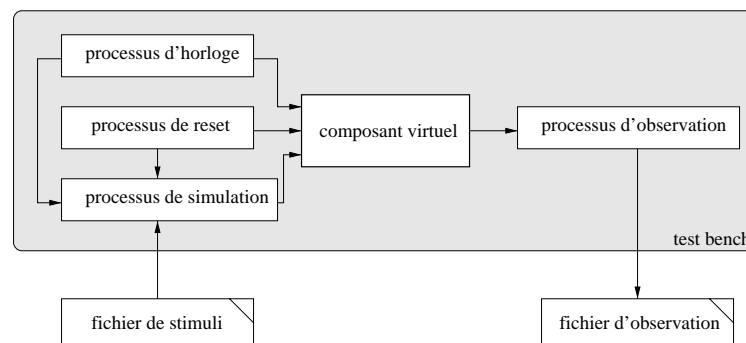 processus d'horloge
processus de reset
composant virtuel
processus d'observation
processus de simulation
test bench
fichier de stimuli
fichier d'observation